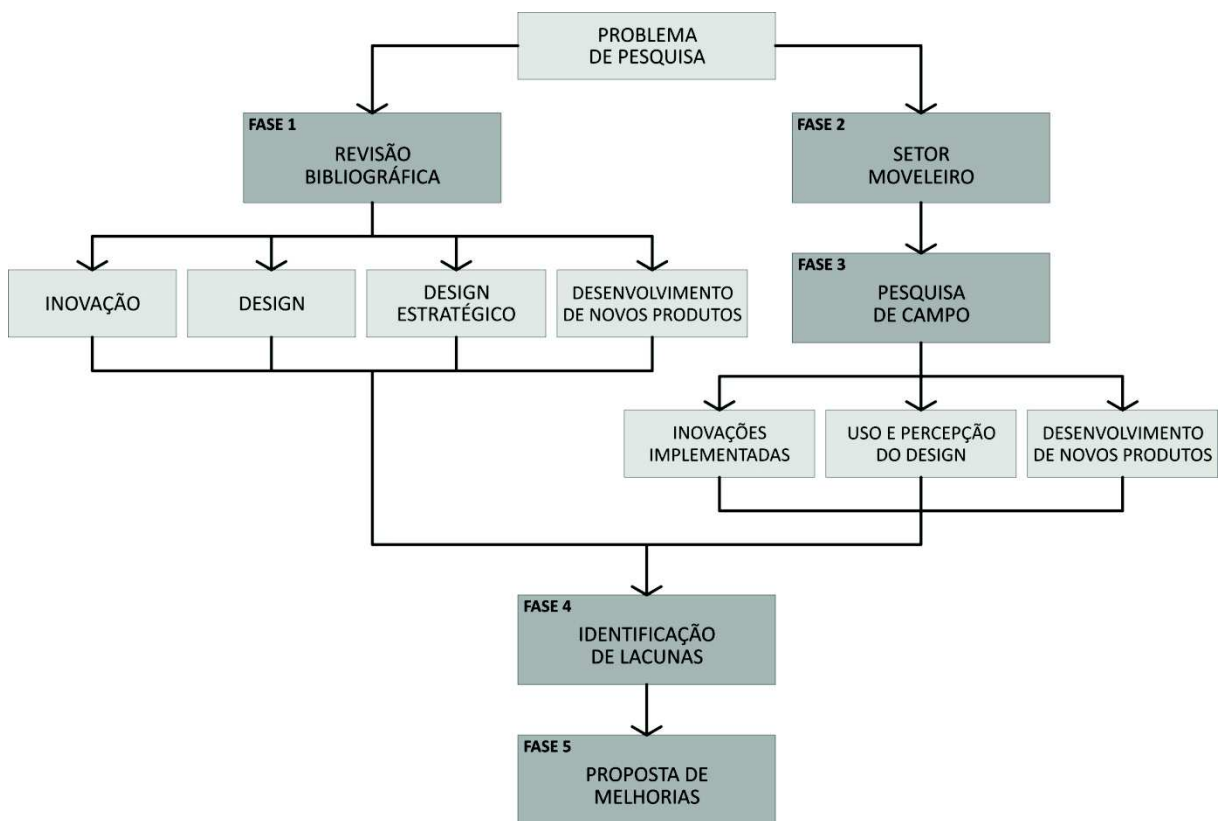 PROBLEMA
DE PESQUISA
FASE 1
REVISÃO
BIBLIOGRÁFICA
FASE 2
SETOR
MOVELEIRO
INOVAÇÃO
DESIGN
DESIGN
ESTRATÉGICO
DESENVOLVIMENTO
DE NOVOS PRODUTOS
FASE 3
PESQUISA
DE CAMPO
INOVAÇÕES
IMPLEMENTADAS
USO E PERCEPÇÃO
DO DESIGN
DESENVOLVIMENTO
DE NOVOS PRODUTOS
FASE 4
IDENTIFICAÇÃO
DE LACUNAS
FASE 5
PROPOSTA DE
MELHORIAS